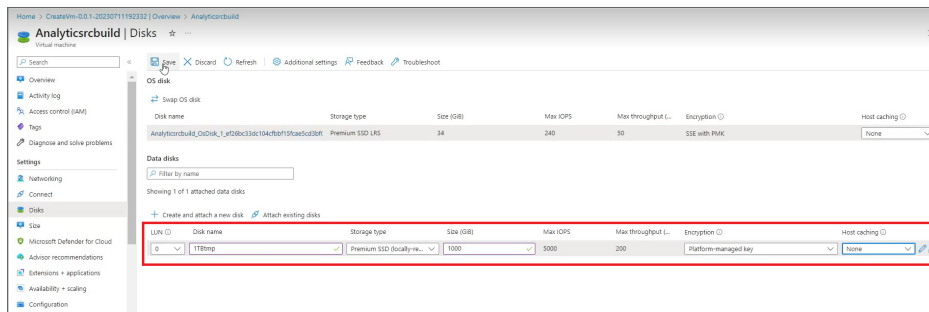 Home > CreateVm-0.0.1-20230711192332 | Overview > Analyticsrcbuild
Analyticsrcbuild | Disks
Virtual machine
Search
Save Discard Refresh Additional settings Feedback Troubleshoot
Overview
Activity log
Access control (IAM)
Tags
Diagnose and solve problems
Settings
Networking
Connect
Disks
Size
Microsoft Defender for Cloud
Advisor recommendations
Extensions + applications
Availability + scaling
Configuration
OS disk
Swap OS disk
Disk name Storage type Size (GiB) Max IOPS Max throughput (... Encryption Host caching
Analyticsrcbuild_OsDisk_1_ef26bc33dc104cfbbf15fcae5cd3bf( Premium SSD LRS 34 240 50 SSE with PMK None
Data disks
Filter by name
Showing 1 of 1 attached data disks
Create and attach a new disk Attach existing disks
LUN Disk name Storage type Size (GiB) Max IOPS Max throughput (... Encryption Host caching
0 1TBtmp Premium SSD (locally-re... 1000 5000 200 Platform-managed key None